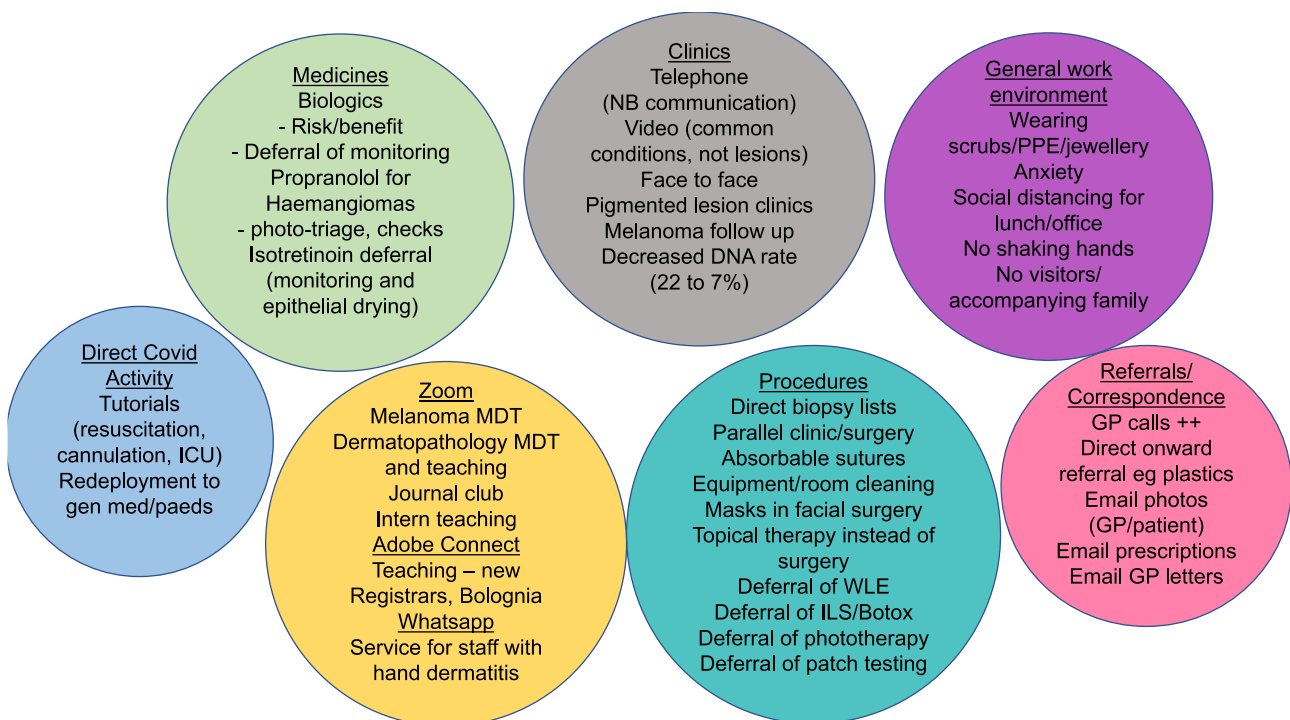 Medicines
Biologics
- Risk/benefit
- Deferral of monitoring
Propranolol for
Haemangiomas
- photo-triage, checks
Isotretinoin deferral
(monitoring and
epithelial drying)
Clinics
Telephone
(NB communication)
Video (common
conditions, not lesions)
Face to face
Pigmented lesion clinics
Melanoma follow up
Decreased DNA rate
(22 to 7%)
General work
environment
Wearing
scrubs/PPE/jewellery
Anxiety
Social distancing for
lunch/office
No shaking hands
No visitors/
accompanying family
Direct Covid
Activity
Tutorials
(resuscitation,
cannulation, ICU)
Redeployment to
gen med/paeds
Zoom
Melanoma MDT
Dermatopathology MDT
and teaching
Journal club
Intern teaching
Adobe Connect
Teaching – new
Registrars, Bolognia
Whatsapp
Service for staff with
hand dermatitis
Procedures
Direct biopsy lists
Parallel clinic/surgery
Absorbable sutures
Equipment/room cleaning
Masks in facial surgery
Topical therapy instead of
surgery
Deferral of WLE
Deferral of ILS/Botox
Deferral of phototherapy
Deferral of patch testing
Referrals/
Correspondence
GP calls ++
Direct onward
referral eg plastics
Email photos
(GP/patient)
Email prescriptions
Email GP letters